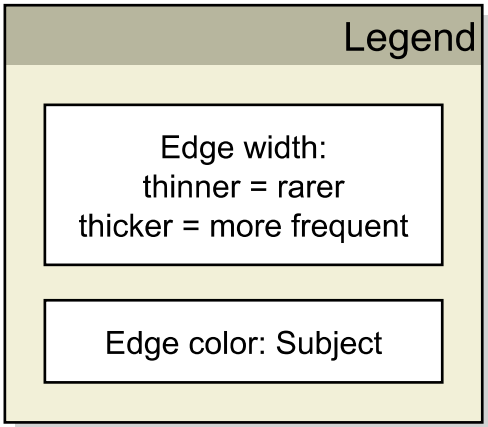 Legend
Edge width:
thinner = rarer
thicker = more frequent
Edge color: Subject